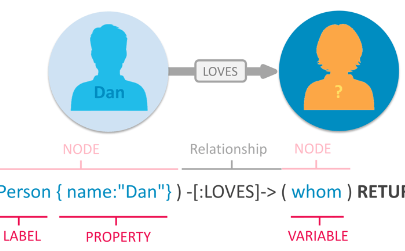 LOVES
Dan ?
NODE Relationship NODE
Person { name:"Dan"} ) -[:LOVES]-> ( whom ) RETUR
LABEL PROPERTY VARIABLE